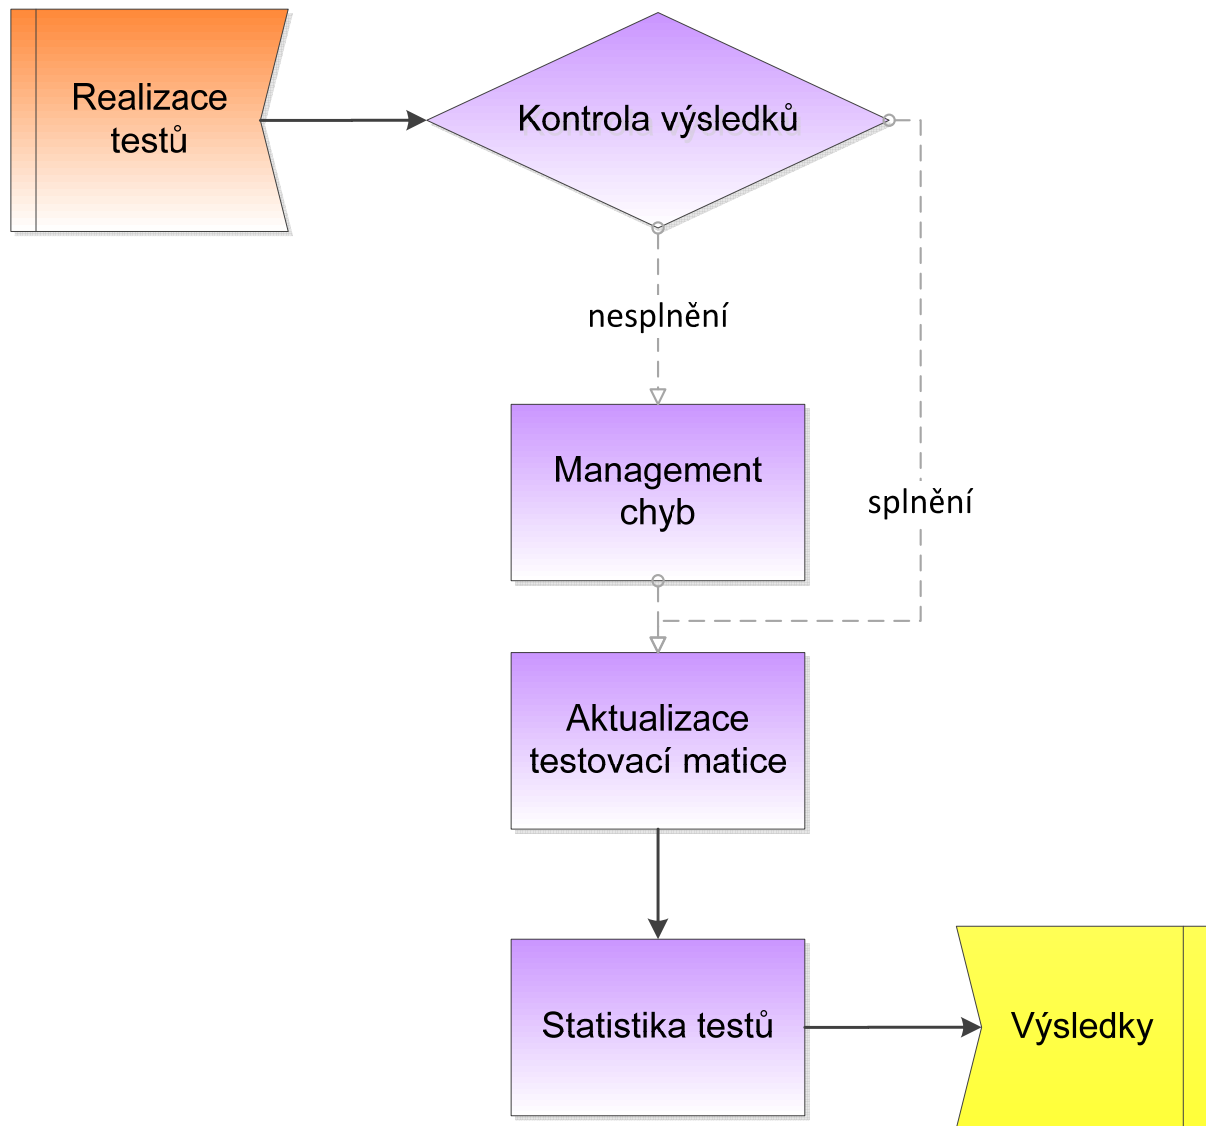 Realizace
testů
Kontrola výsledků
nesplnění
Management
chyb
splnění
Aktualizace
testovací matice
Statistika testů
Výsledky